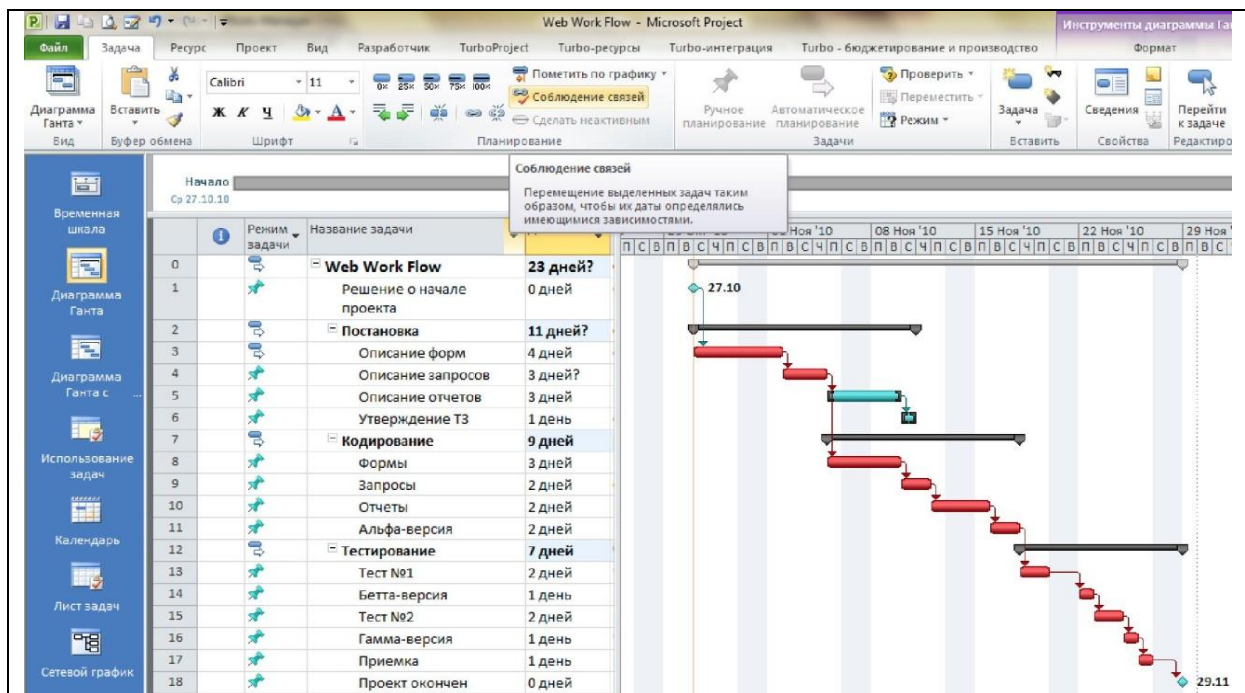 Web Work Flow - Microsoft Project
Инструменты диаграммы Га
Файл Задача Ресурс Проект Вид Разработчик TurboProject Turbo-ресурсы Turbo-интеграция Turbo - бюджетирование и производство Формат
Диаграмма Ганта
Вставить
Calibri 11
Ж К Ч
0× 25× 50× 75× 100×
Пометить по графику
Соблюдение связей
Сделать неактивным
Ручное планирование
Автоматическое планирование
Проверить
Переместить
Режим
Задача
Сведения
Перейти к задаче
Вид Буфер обмена Шрифт Планирование Задачи Вставить Свойства Редактиро
Соблюдение связей
Перемещение выделенных задач таким
образом, чтобы их даты определялись
имеющимися зависимостями.
Начало
Ср 27.10.10
Временная шкала
Диаграмма Ганта
Диаграмма Ганта с ...
Использование задач
Календарь
Лист задач
Сетевой график
Режим задачи Название задачи
Ноя '10 08 Ноя '10 15 Ноя '10 22 Ноя '10 29 Ноя '
П С В П В С Ч П С В П В С Ч П С В П В С Ч П С В П В С Ч П С В П В С Ч П С В П В С
0 Web Work Flow 23 дней?
1 Решение о начале проекта 0 дней 27.10
2 Постановка 11 дней?
3 Описание форм 4 дней
4 Описание запросов 3 дней?
5 Описание отчетов 3 дней
6 Утверждение ТЗ 1 день
7 Кодирование 9 дней
8 Формы 3 дней
9 Запросы 2 дней
10 Отчеты 2 дней
11 Альфа-версия 2 дней
12 Тестирование 7 дней
13 Тест №1 2 дней
14 Бетта-версия 1 день
15 Тест №2 2 дней
16 Гамма-версия 1 день
17 Приемка 1 день
18 Проект окончен 0 дней 29.11